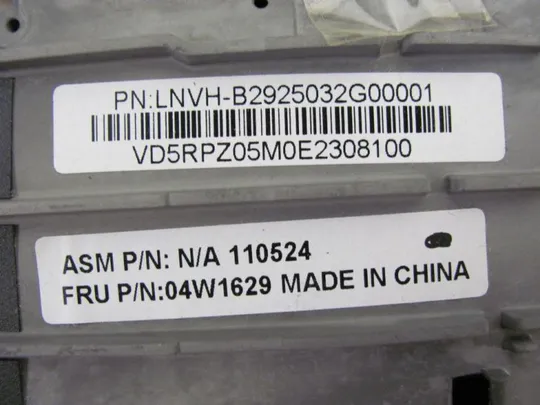 PN:LNVH-B2925032G00001
VD5RPZ05M0E2308100
ASM P/N: N/A 110524
FRU P/N:04W1629 MADE IN CHINA